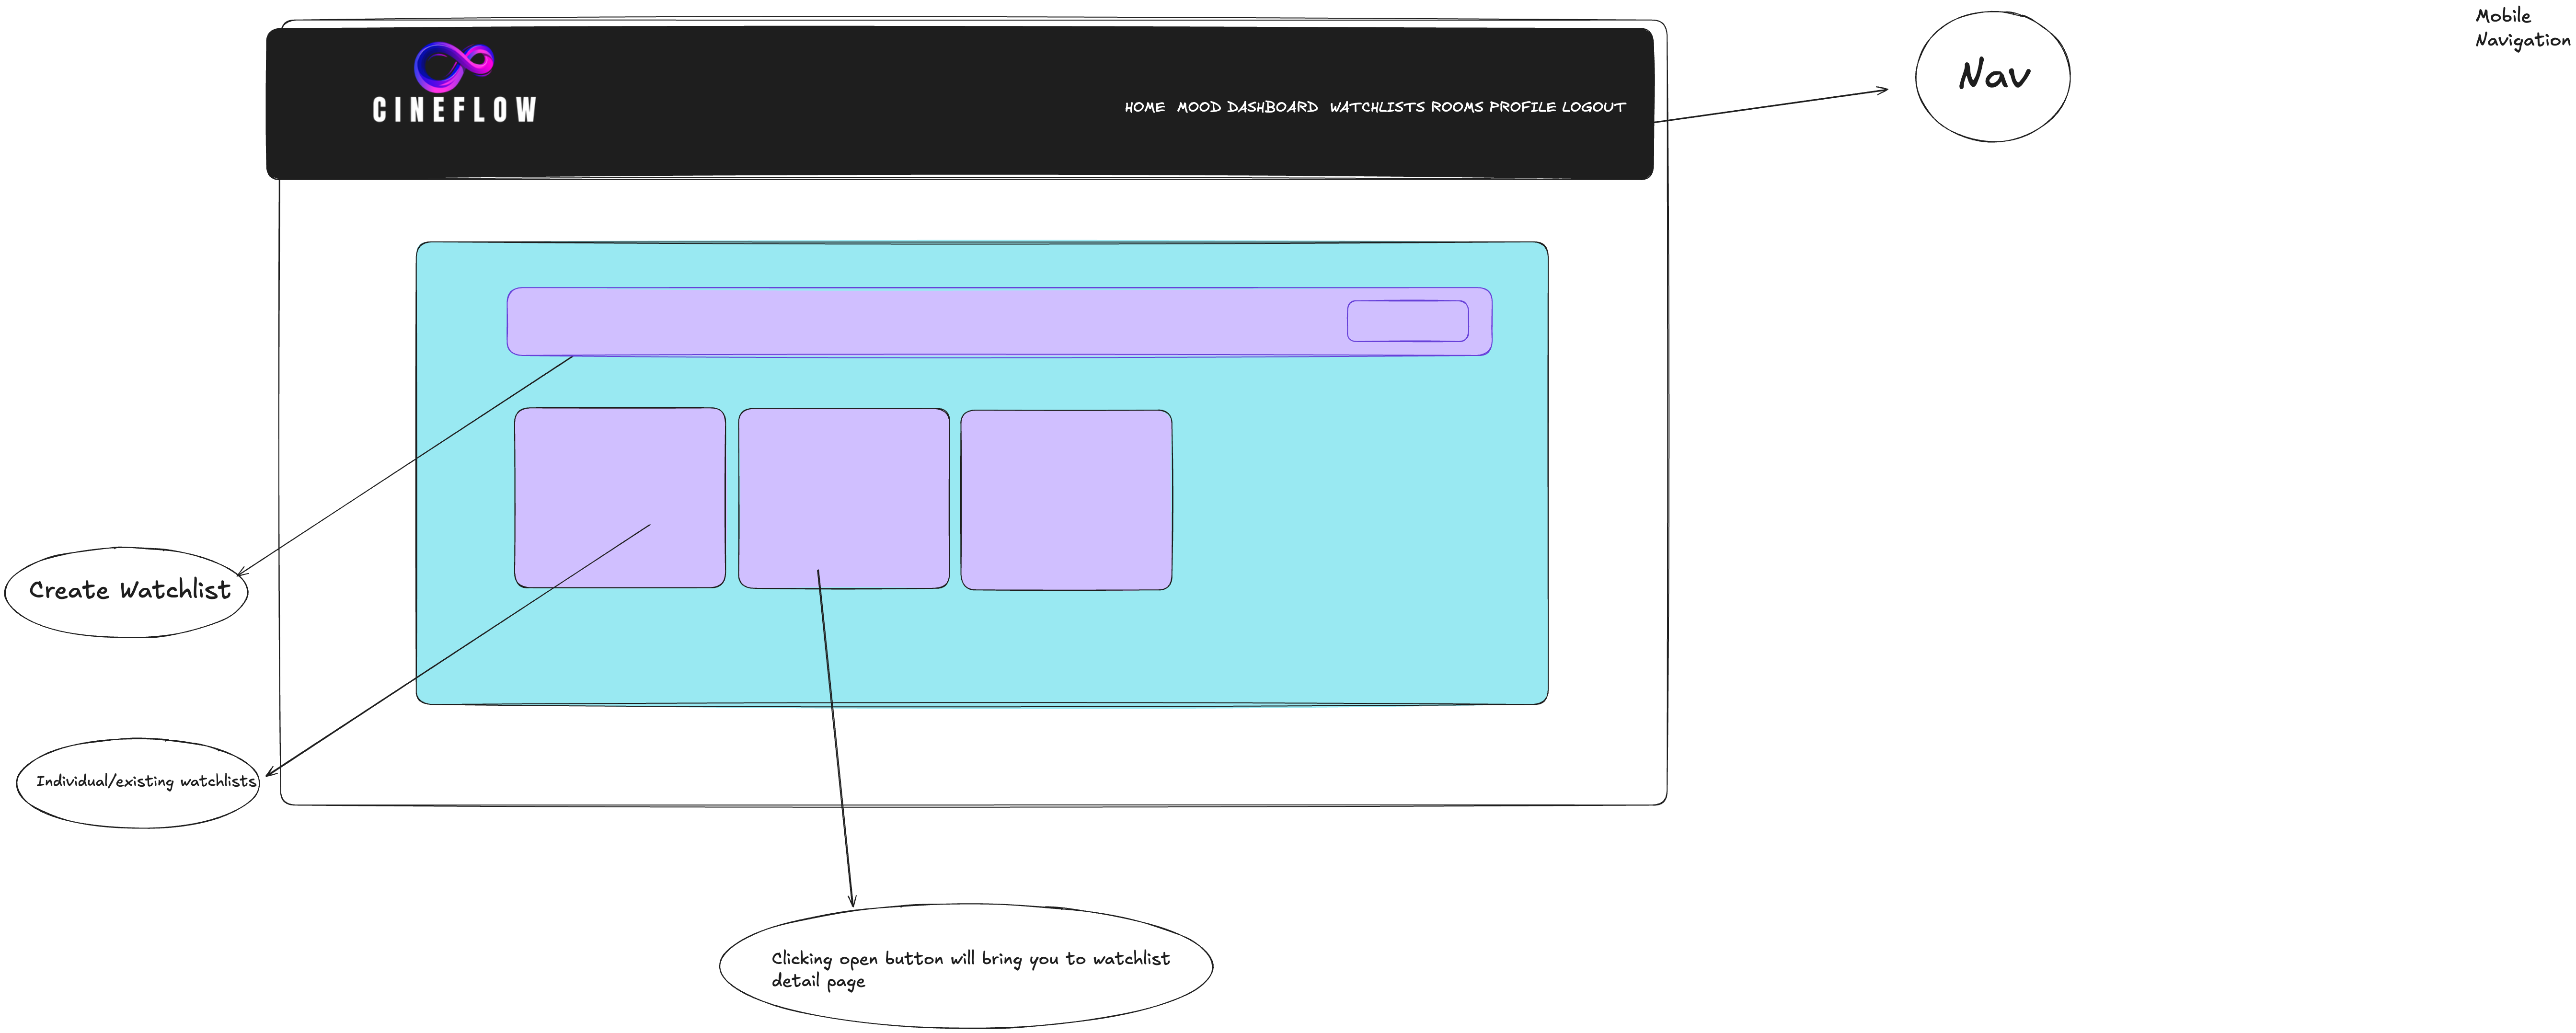 Mobile
Navigation
Nav
CINEFLOW
HOME MOOD DASHBOARD WATCHLISTS ROOMS PROFILE LOGOUT
Create Watchlist
Individual/existing watchlists
Clicking open button will bring you to watchlist
detail page